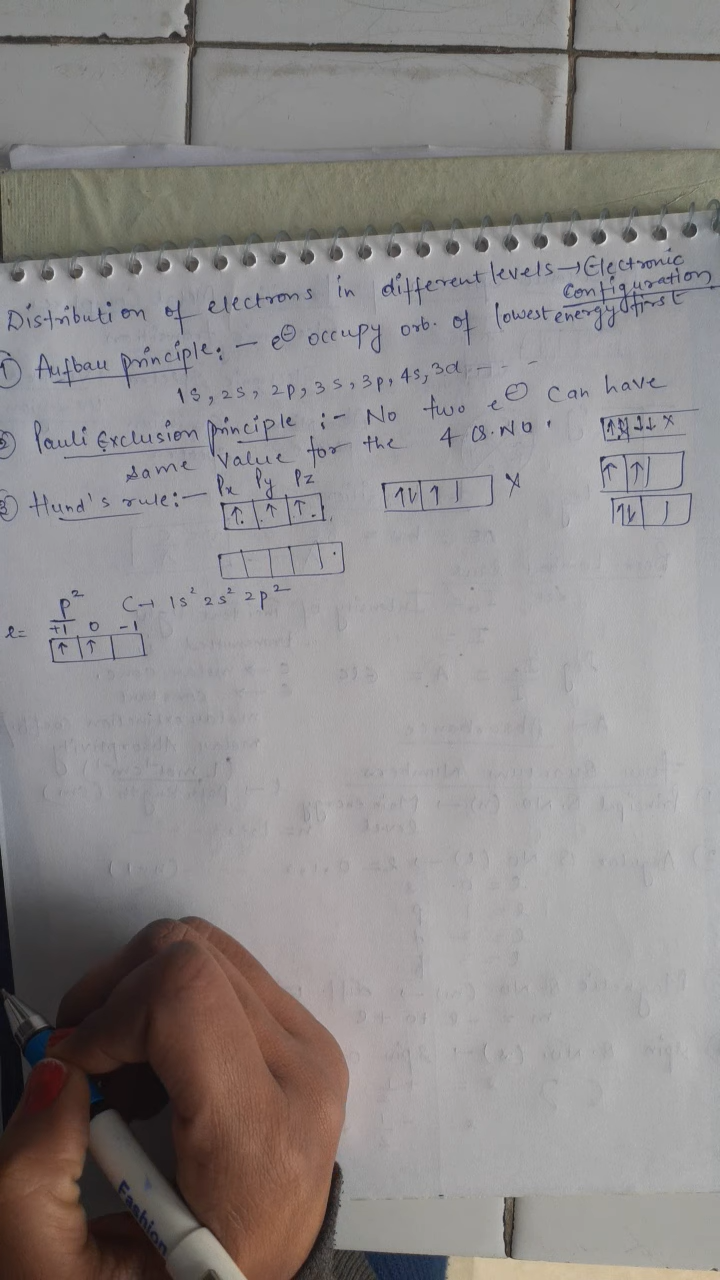 Distribution of electrons in different levels → Electronic
Configuration
① Aufbau principle :- e⊖ occupy orb. of lowest energy first
1s, 2s, 2p, 3s, 3p, 4s, 3d, - - -
② Pauli Exclusion principle :- No two e⊖ Can have
same Value for the 4 Q.NO.
↑↓ ↓↓ x
↑ ↑
↑↓
③ Hund's rule :- Px Py Pz
↑ ↑ ↑
↑↓ ↑ x
p² C → 1s² 2s² 2p²
l= +1 0 -1
↑ ↑
Fashion